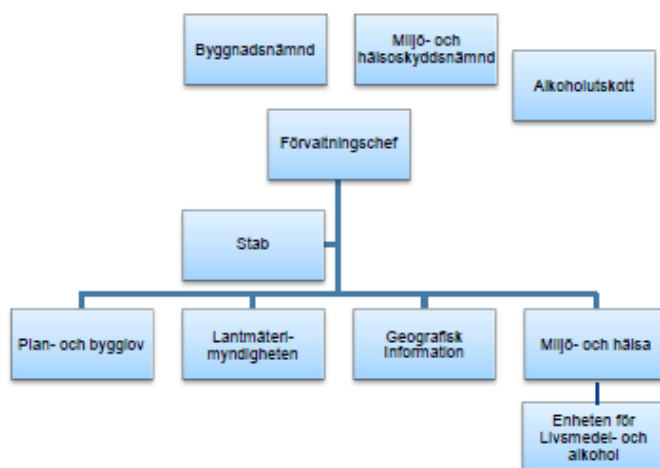 Byggnadsnämnd
Miljö- och
hälsoskyddsnämnd
Alkoholutskott
Förvaltningschef
Stab
Plan- och bygglov
Lantmäteri-
myndigheten
Geografisk
Information
Miljö- och hälsa
Enheten för
Livsmedel- och
alkohol